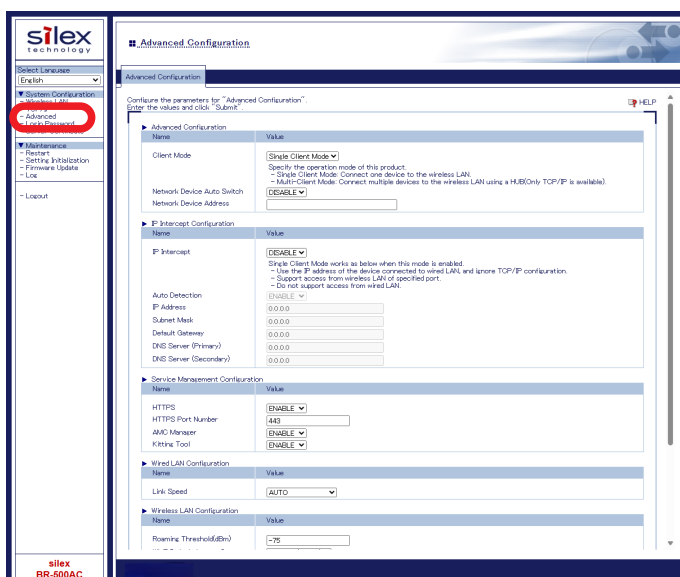 silex
technology
Select Language
English
▼ System Configuration
- Wireless LAN
- TCP/IP
- Advanced
- Login Password
▼ Maintenance
- Restart
- Setting Initialization
- Firmware Update
- Log
- Logout
silex
BR-500AC
Advanced Configuration
Advanced Configuration
Configure the parameters for "Advanced Configuration".
Enter the values and click "Submit".
HELP
▶ Advanced Configuration
Name Value
Client Mode Single Client Mode
Specify the operation mode of this product.
- Single Client Mode: Connect one device to the wireless LAN.
- Multi-Client Mode: Connect multiple devices to the wireless LAN using a HUB(Only TCP/IP is available).
Network Device Auto Switch DISABLE
Network Device Address
▶ IP Intercept Configuration
Name Value
IP Intercept DISABLE
Single Client Mode works as below when this mode is enabled.
- Use the IP address of the device connected to wired LAN, and ignore TCP/IP configuration.
- Support access from wireless LAN of specified port.
- Do not support access from wired LAN.
Auto Detection ENABLE
IP Address 0.0.0.0
Subnet Mask 0.0.0.0
Default Gateway 0.0.0.0
DNS Server (Primary) 0.0.0.0
DNS Server (Secondary) 0.0.0.0
▶ Service Management Configuration
Name Value
HTTPS ENABLE
HTTPS Port Number 443
AMC Manager ENABLE
Kitting Tool ENABLE
▶ Wired LAN Configuration
Name Value
Link Speed AUTO
▶ Wireless LAN Configuration
Name Value
Roaming Threshold(dBm) -75